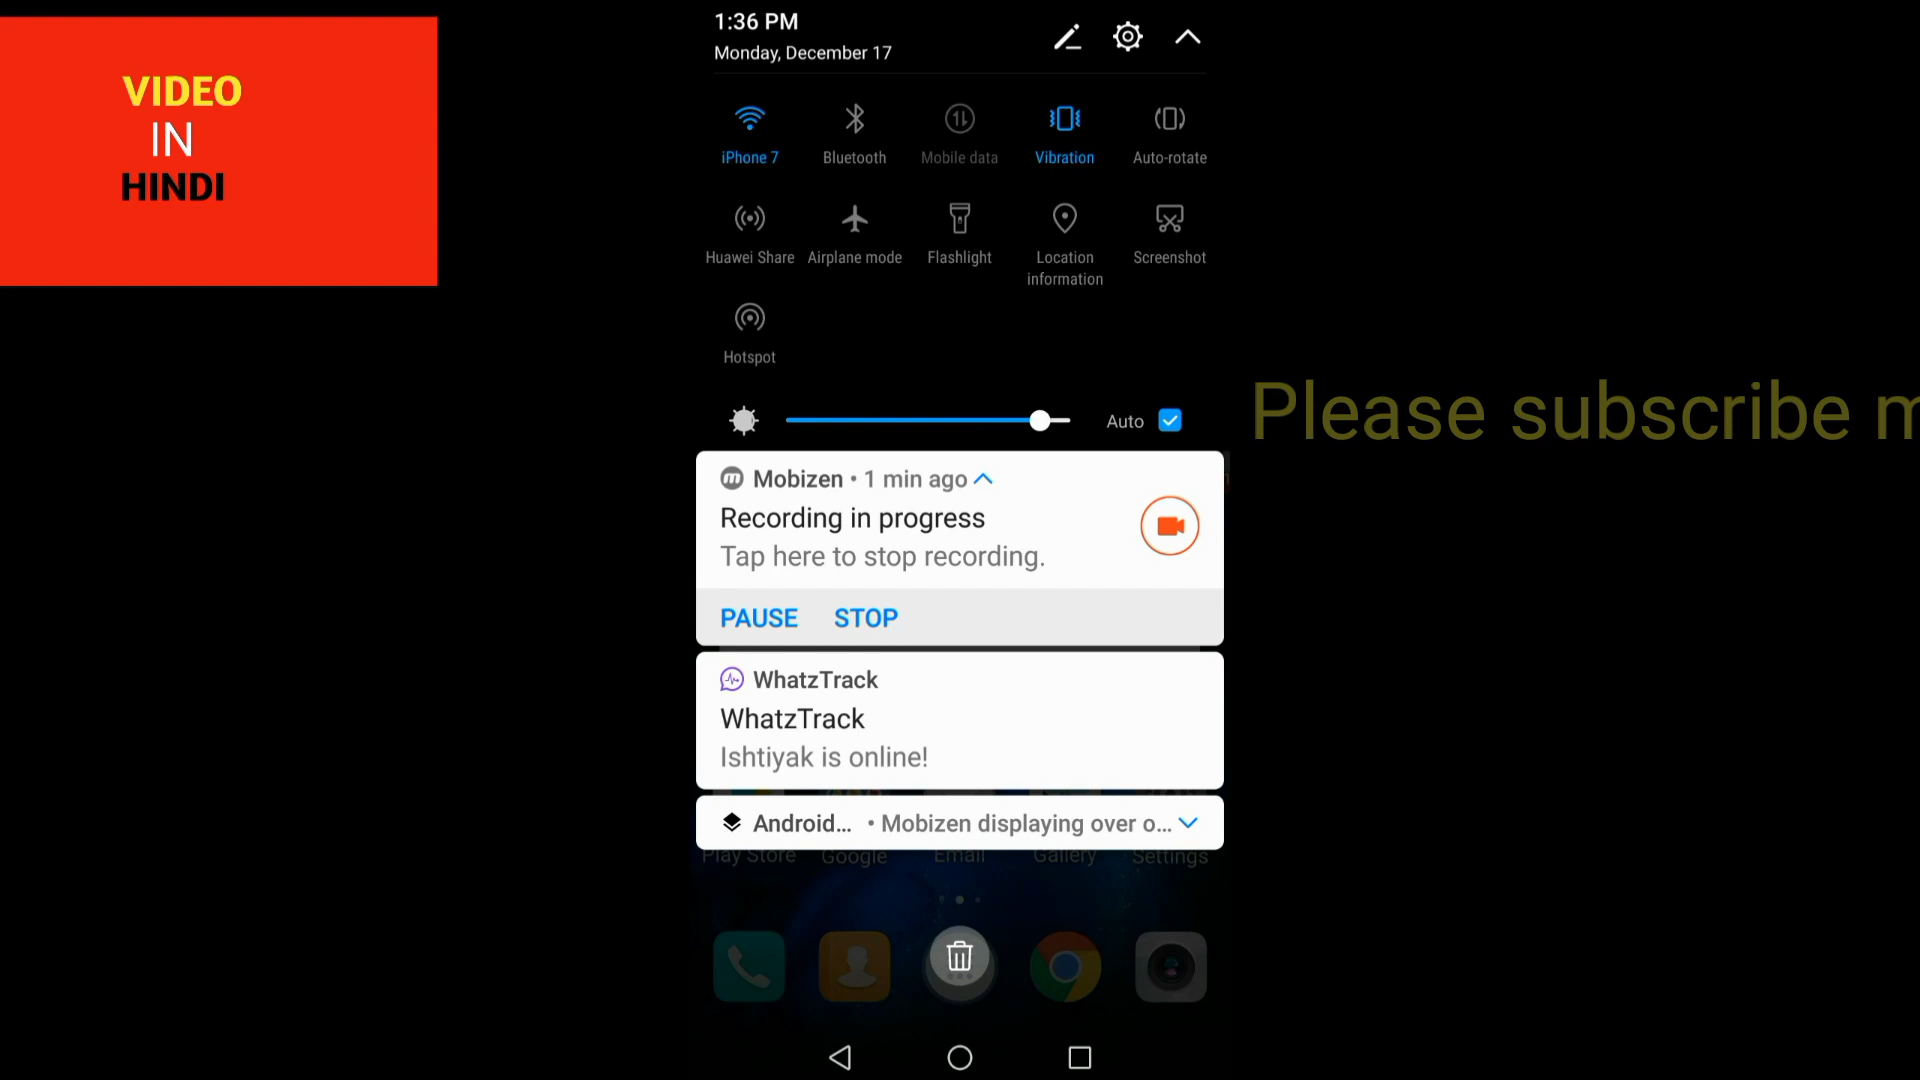 VIDEO
IN
HINDI
1:36 PM
Monday, December 17
iPhone 7
Bluetooth
Mobile data
Vibration
Auto-rotate
Huawei Share
Airplane mode
Flashlight
Location
information
Screenshot
Hotspot
Auto
Please subscribe m
Mobizen • 1 min ago
Recording in progress
Tap here to stop recording.
PAUSE STOP
WhatzTrack
WhatzTrack
Ishtiyak is online!
Android... • Mobizen displaying over o...
Play Store
Google
Email
Gallery
Settings